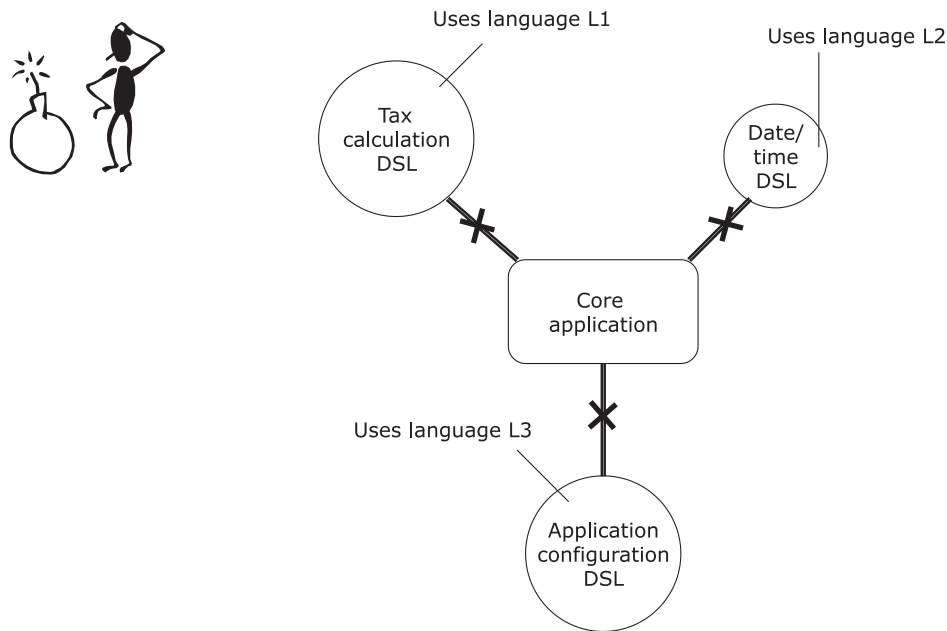 Uses language L1
Uses language L2
Tax
calculation
DSL
Date/
time
DSL
Core
application
Uses language L3
Application
configuration
DSL